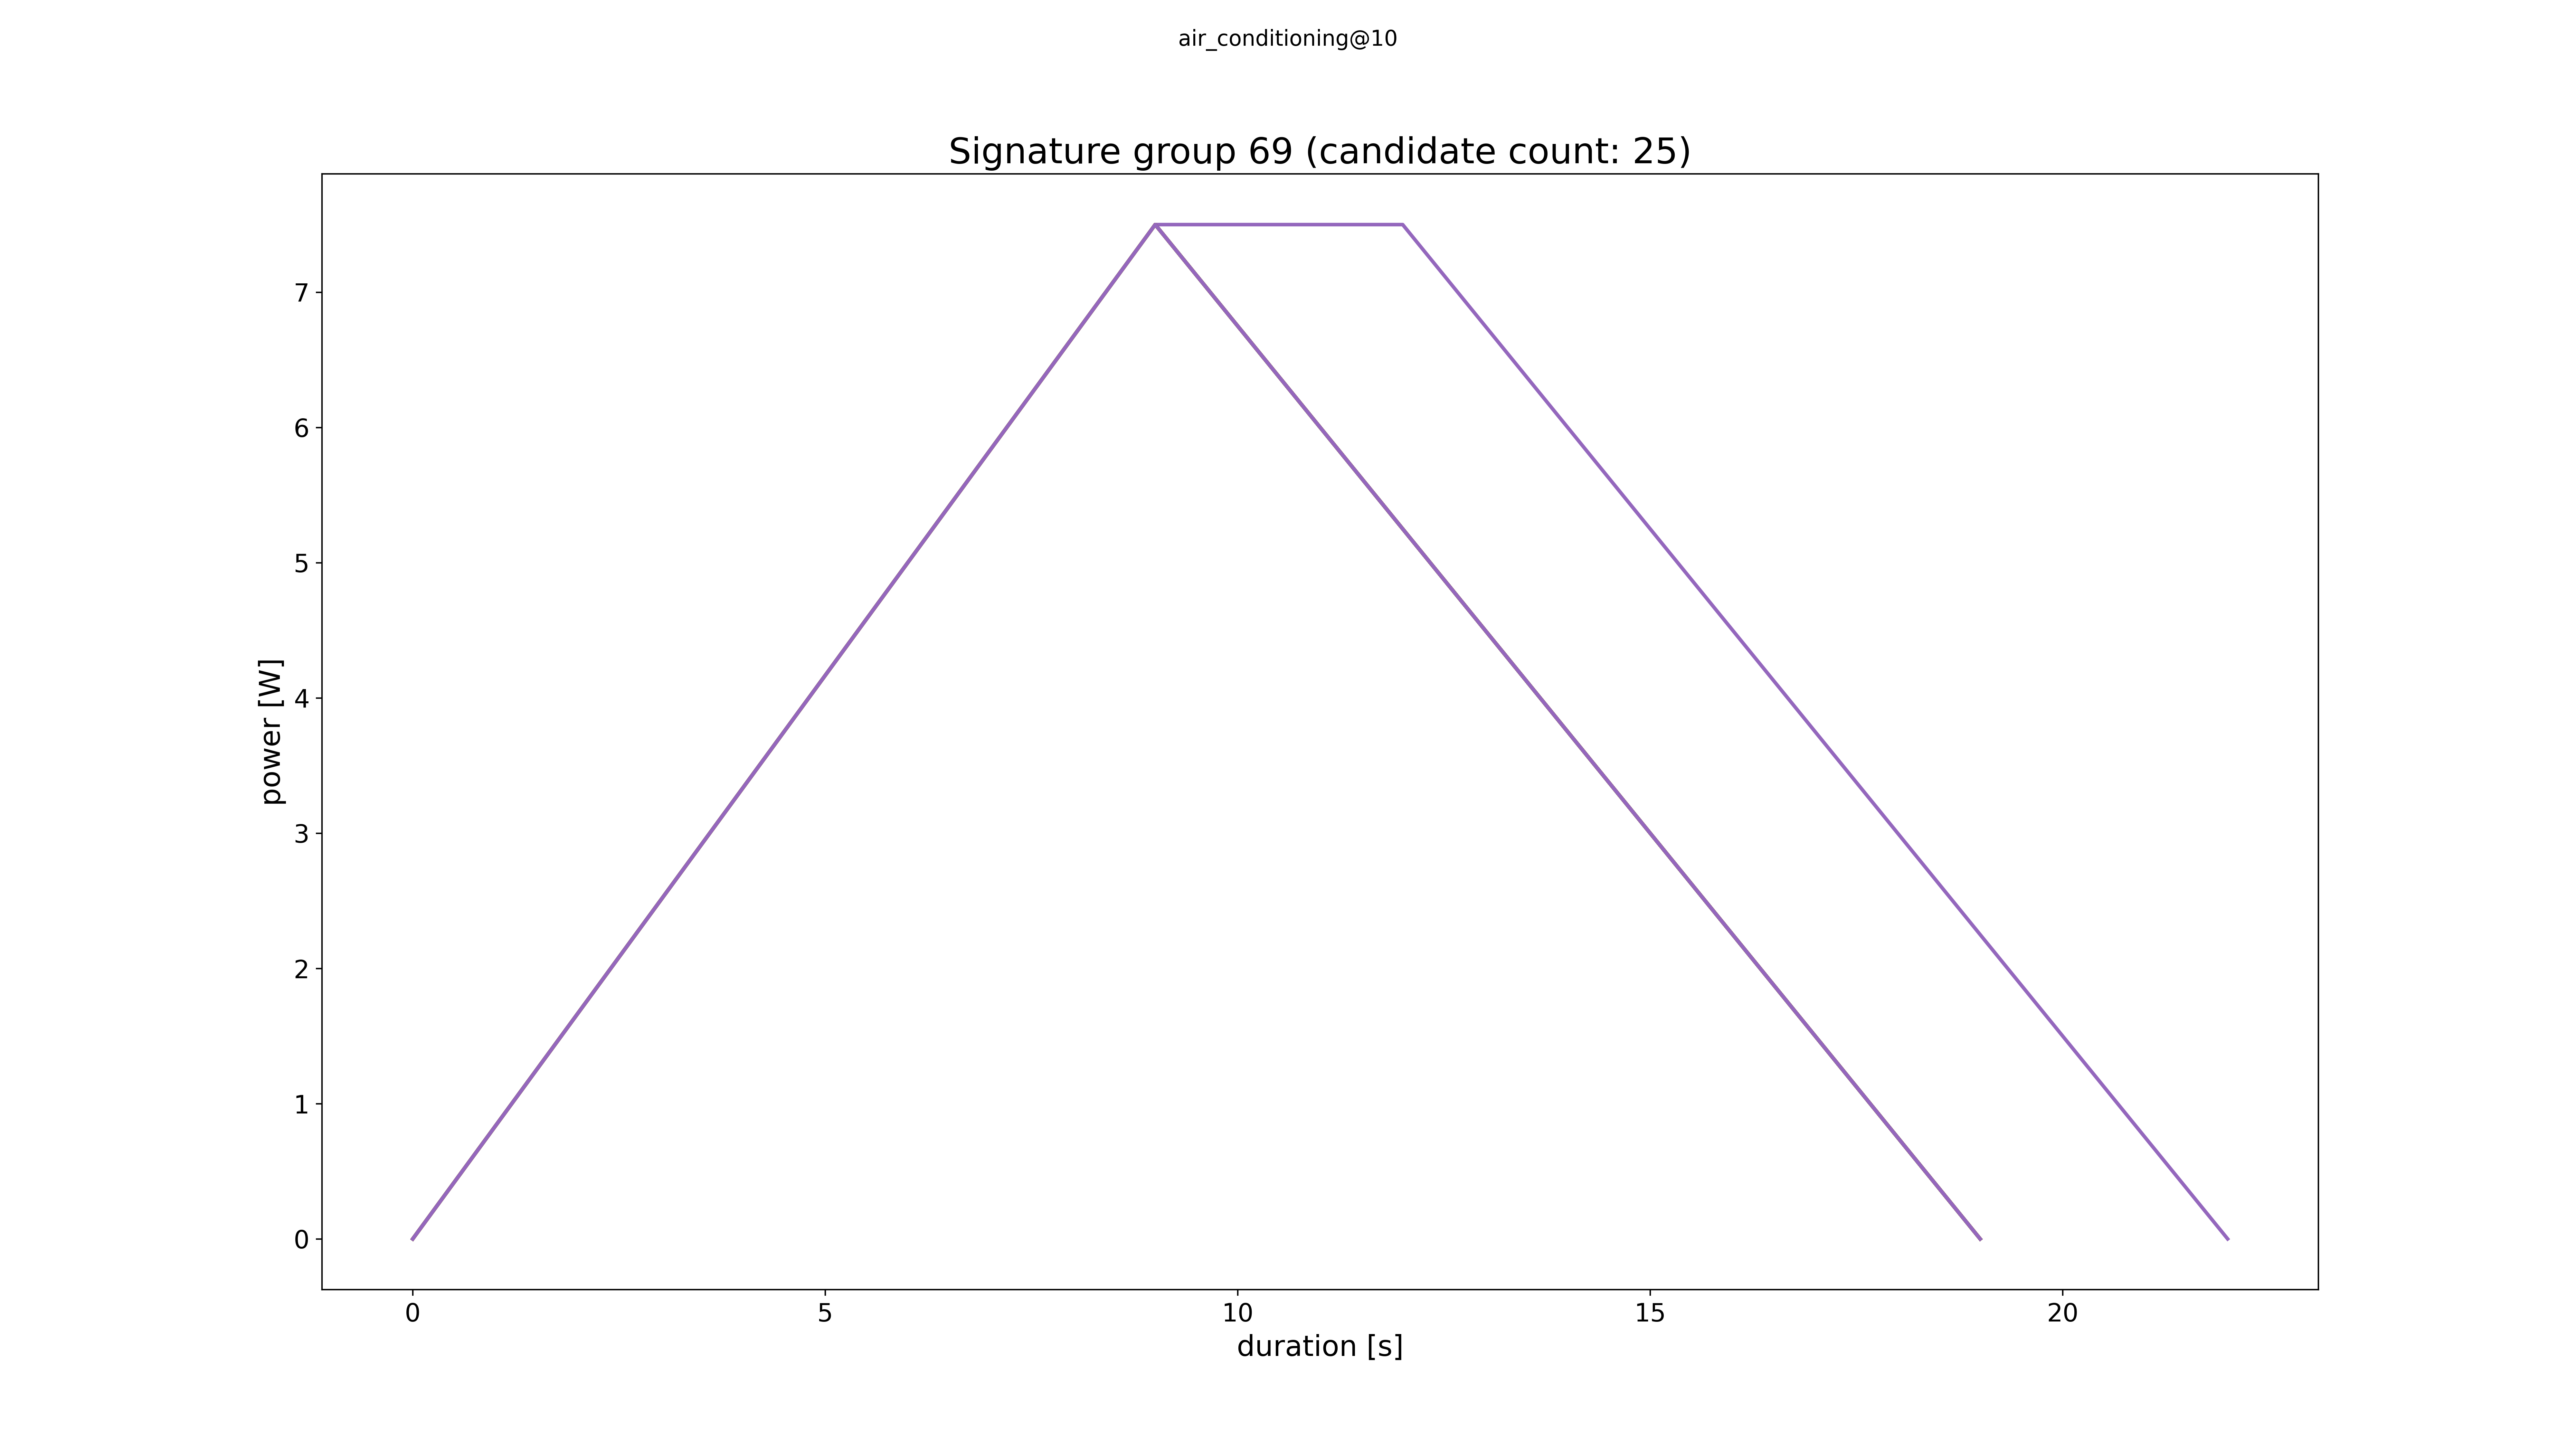 air_conditioning@10
Signature group 69 (candidate count: 25)
power [W]
7
6
5
4
3
2
1
0
0 5 10 15 20
duration [s]